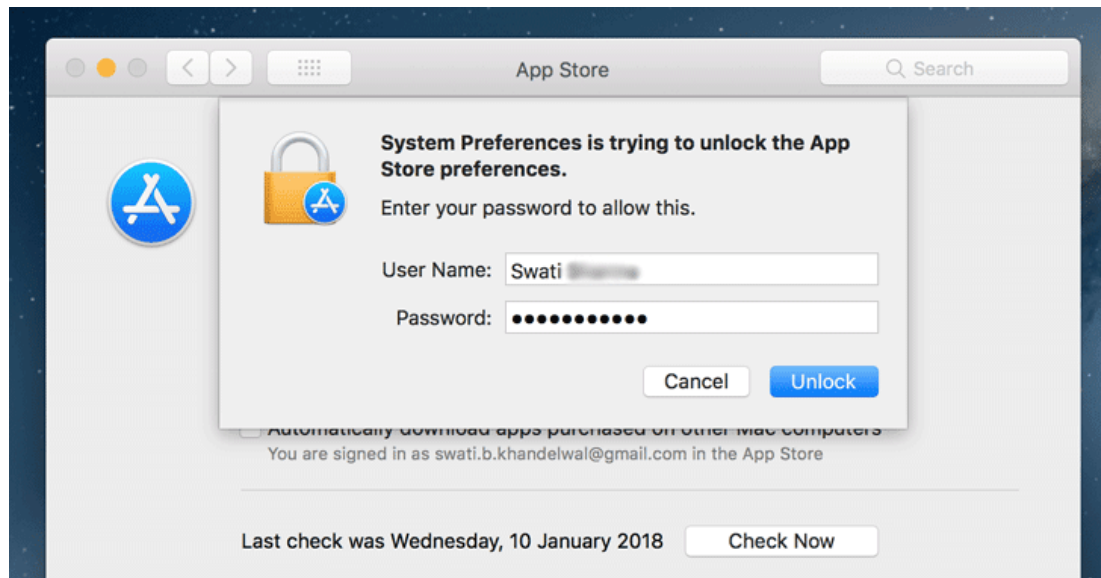 App Store
Search
System Preferences is trying to unlock the App
Store preferences.
Enter your password to allow this.
User Name: Swati
Password: ●●●●●●●●●●●
Cancel
Unlock
Automatically download apps purchased on other Mac computers
You are signed in as swati.b.khandelwal@gmail.com in the App Store
Last check was Wednesday, 10 January 2018
Check Now